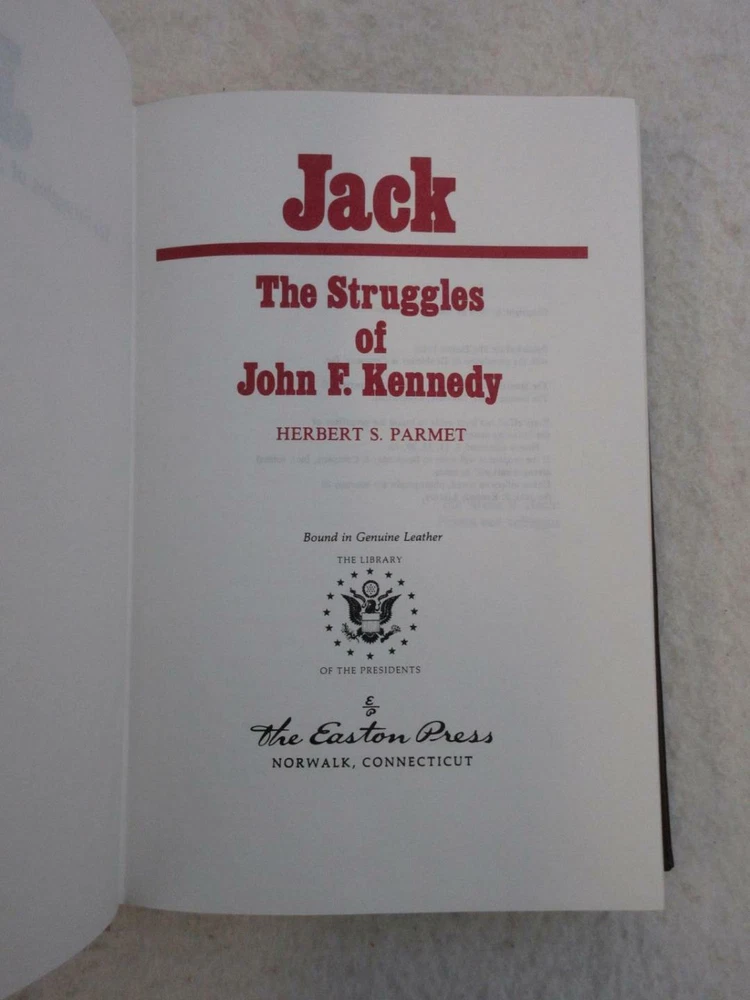 Jack
The Struggles
of
John F. Kennedy
HERBERT S. PARMET
Bound in Genuine Leather
THE LIBRARY
OF THE PRESIDENTS
E
P
The Easton Press
NORWALK, CONNECTICUT